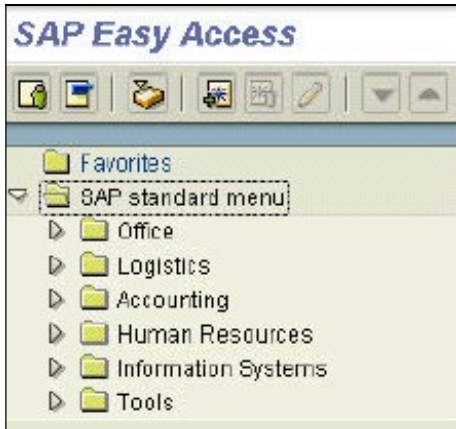 SAP Easy Access
Favorites
SAP standard menu
Office
Logistics
Accounting
Human Resources
Information Systems
Tools